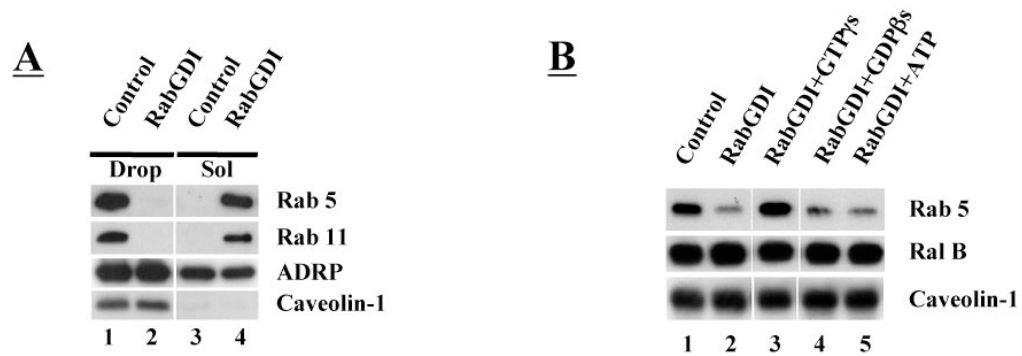 A
Control
RabGDI
Control
RabGDI
Drop
Sol
Rab 5
Rab 11
ADRP
Caveolin-1
1 2 3 4
B
Control
RabGDI
RabGDI+GTPγs
RabGDI+GDPβs
RabGDI+ATP
Rab 5
Ral B
Caveolin-1
1 2 3 4 5